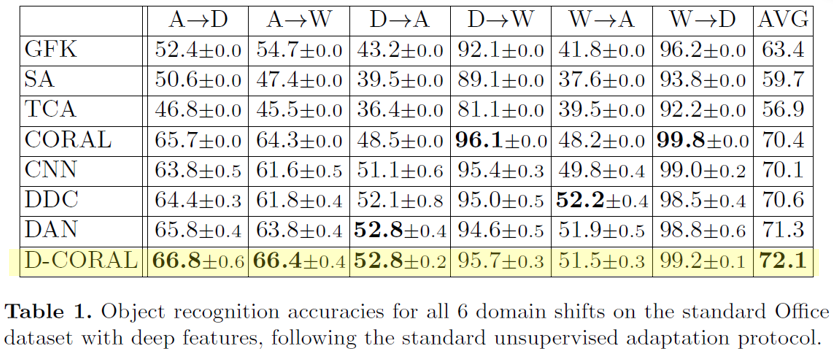 A→D A→W D→A D→W W→A W→D AVG
GFK 52.4±0.0 54.7±0.0 43.2±0.0 92.1±0.0 41.8±0.0 96.2±0.0 63.4
SA 50.6±0.0 47.4±0.0 39.5±0.0 89.1±0.0 37.6±0.0 93.8±0.0 59.7
TCA 46.8±0.0 45.5±0.0 36.4±0.0 81.1±0.0 39.5±0.0 92.2±0.0 56.9
CORAL 65.7±0.0 64.3±0.0 48.5±0.0 96.1±0.0 48.2±0.0 99.8±0.0 70.4
CNN 63.8±0.5 61.6±0.5 51.1±0.6 95.4±0.3 49.8±0.4 99.0±0.2 70.1
DDC 64.4±0.3 61.8±0.4 52.1±0.8 95.0±0.5 52.2±0.4 98.5±0.4 70.6
DAN 65.8±0.4 63.8±0.4 52.8±0.4 94.6±0.5 51.9±0.5 98.8±0.6 71.3
D-CORAL 66.8±0.6 66.4±0.4 52.8±0.2 95.7±0.3 51.5±0.3 99.2±0.1 72.1
Table 1. Object recognition accuracies for all 6 domain shifts on the standard Office
dataset with deep features, following the standard unsupervised adaptation protocol.